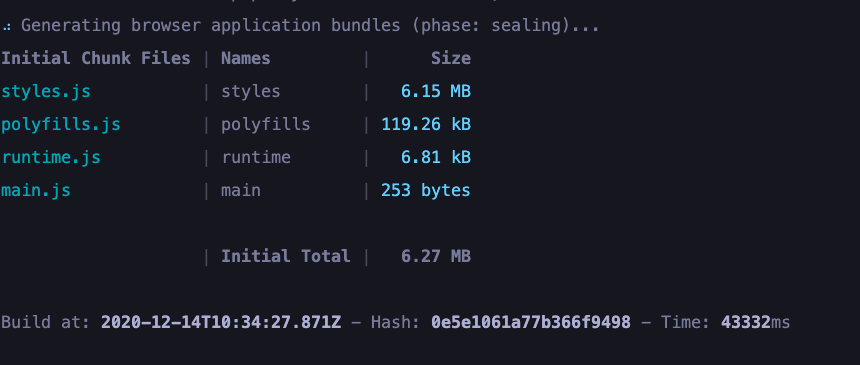 ⠴ Generating browser application bundles (phase: sealing)...
Initial Chunk Files | Names | Size
styles.js | styles | 6.15 MB
polyfills.js | polyfills | 119.26 kB
runtime.js | runtime | 6.81 kB
main.js | main | 253 bytes
| Initial Total | 6.27 MB
Build at: 2020-12-14T10:34:27.871Z - Hash: 0e5e1061a77b366f9498 - Time: 43332ms